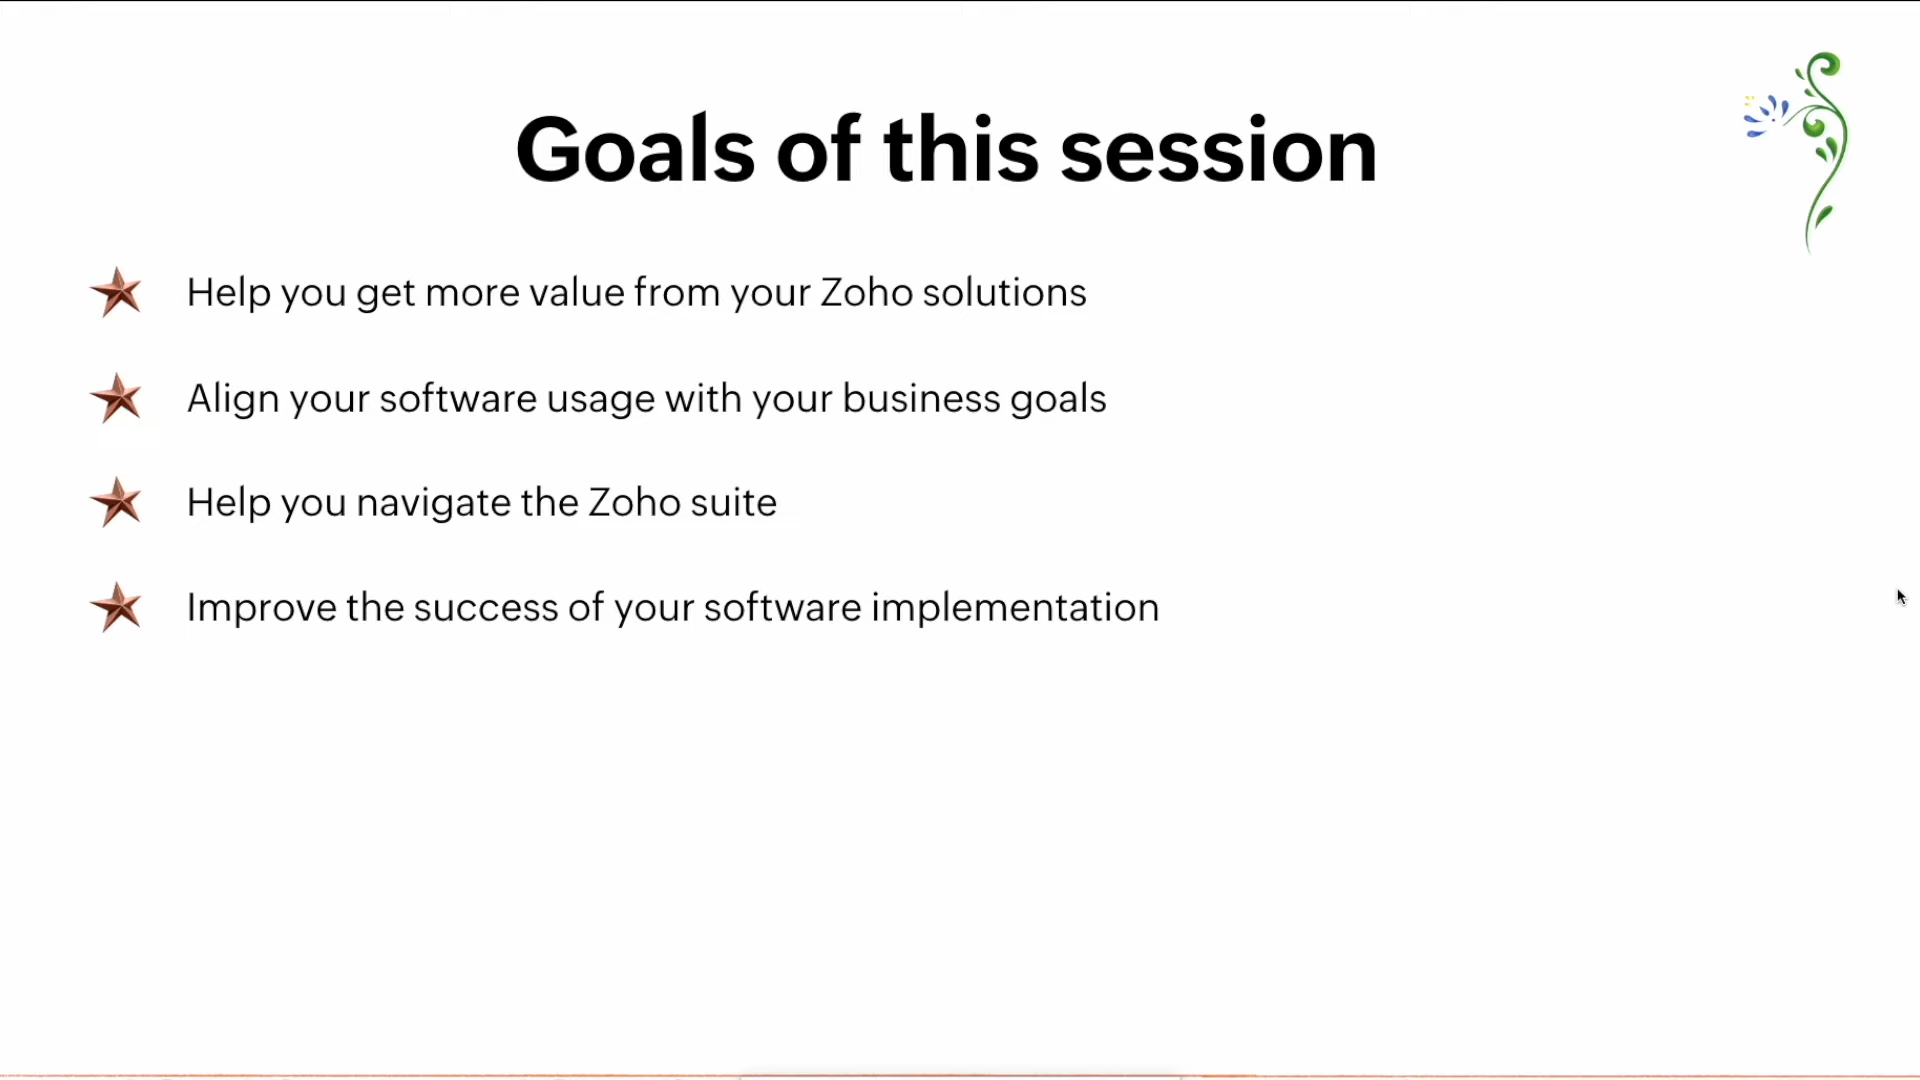 Goals of this session
Help you get more value from your Zoho solutions
Align your software usage with your business goals
Help you navigate the Zoho suite
Improve the success of your software implementation